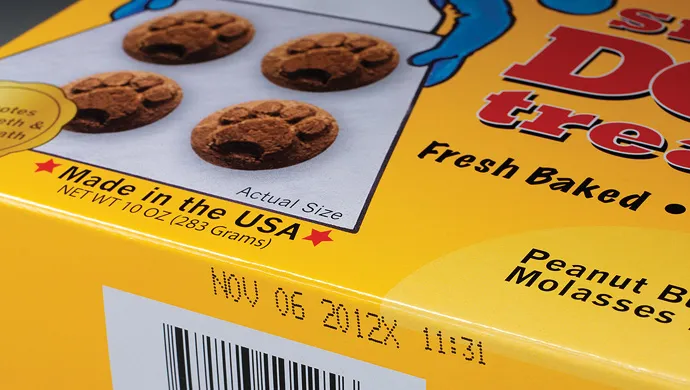 treats
Fresh Baked •
Made in the USA
NET WT 10 OZ (283 Grams)
Actual Size
Peanut
Molasses
NOV 06 2012X 11:31